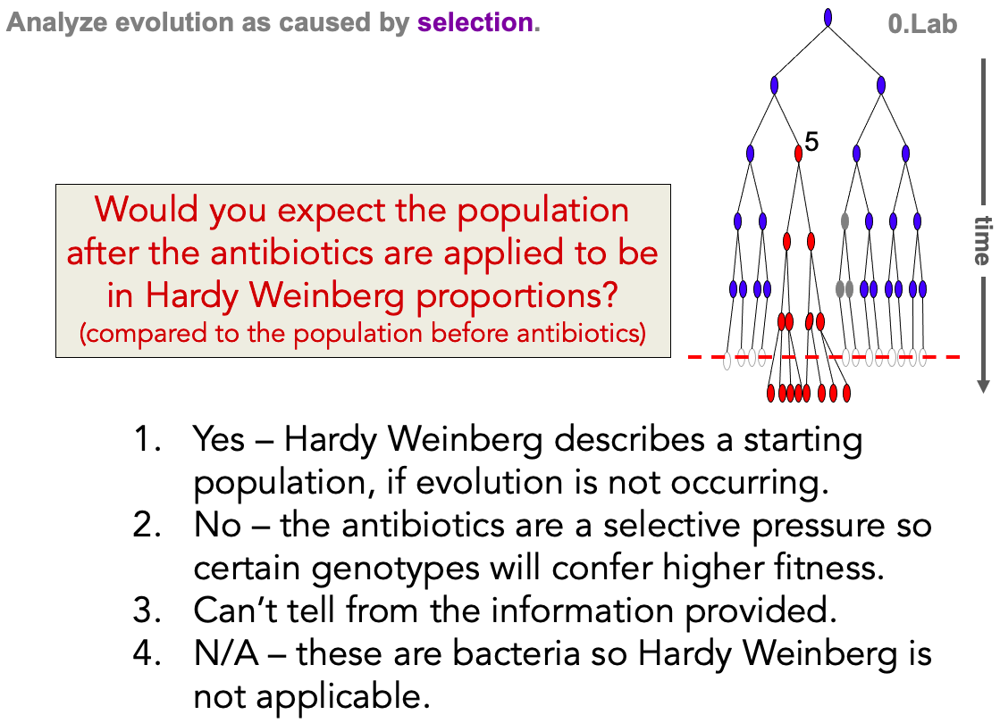 Analyze evolution as caused by selection.
0.Lab
5
time
Would you expect the population
after the antibiotics are applied to be
in Hardy Weinberg proportions?
(compared to the population before antibiotics)
1. Yes – Hardy Weinberg describes a starting
population, if evolution is not occurring.
2. No – the antibiotics are a selective pressure so
certain genotypes will confer higher fitness.
3. Can’t tell from the information provided.
4. N/A – these are bacteria so Hardy Weinberg is
not applicable.